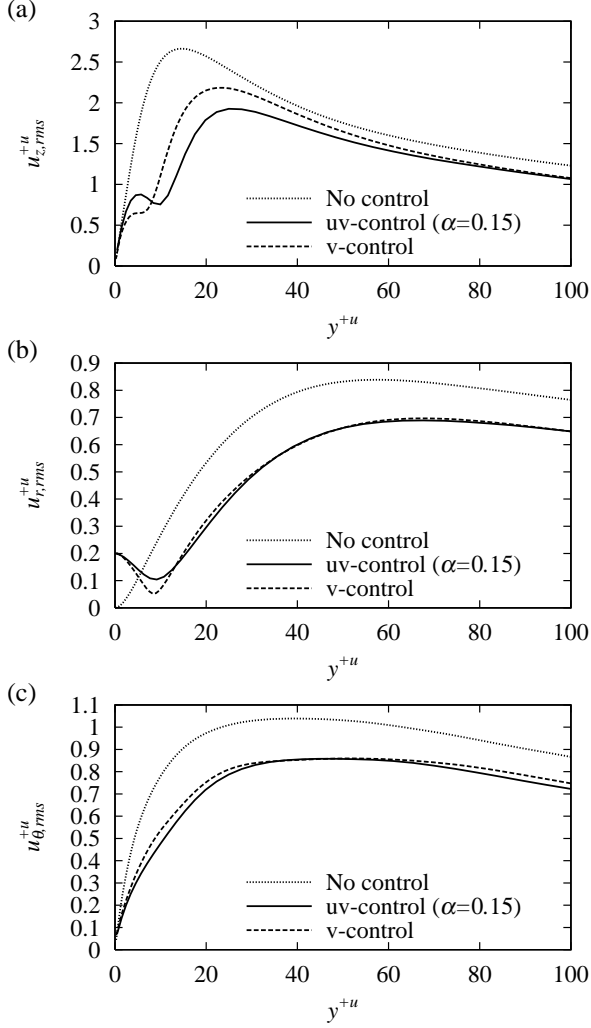 (a)
3
2.5
2
1.5
1
0.5
0
u_{z,rms}^{+u}
No control
uv-control (α=0.15)
v-control
0 20 40 60 80 100
y^{+u}
(b)
0.9
0.8
0.7
0.6
0.5
0.4
0.3
0.2
0.1
0
u_{r,rms}^{+u}
No control
uv-control (α=0.15)
v-control
0 20 40 60 80 100
y^{+u}
(c)
1.1
1
0.9
0.8
0.7
0.6
0.5
0.4
0.3
0.2
0.1
0
u_{θ,rms}^{+u}
No control
uv-control (α=0.15)
v-control
0 20 40 60 80 100
y^{+u}